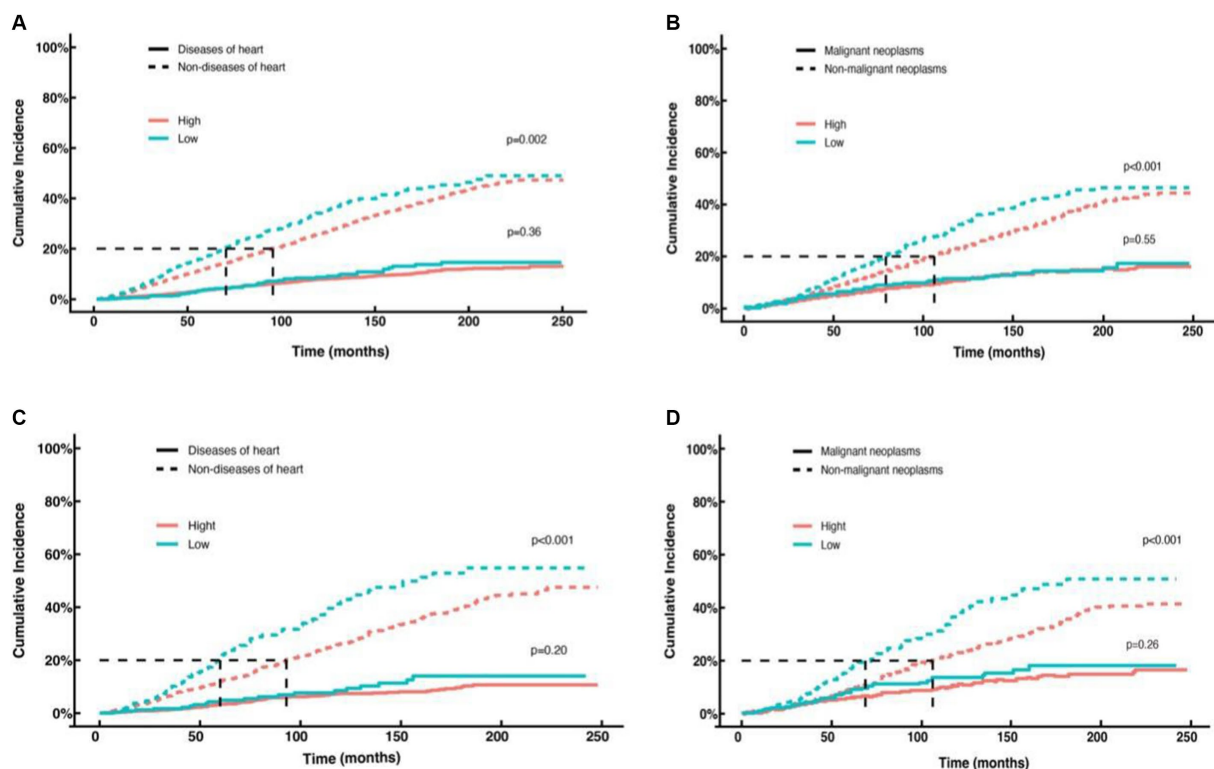 A
100%
80%
60%
40%
20%
0%
Cumulative Incidence
Diseases of heart
Non-diseases of heart
High
Low
p=0.002
p=0.36
0 50 100 150 200 250
Time (months)
B
100%
80%
60%
40%
20%
0%
Cumulative Incidence
Malignant neoplasms
Non-malignant neoplasms
High
Low
p<0.001
p=0.55
0 50 100 150 200 250
Time (months)
C
100%
80%
60%
40%
20%
0%
Cumulative Incidence
Diseases of heart
Non-diseases of heart
Hight
Low
p<0.001
p=0.20
0 50 100 150 200 250
Time (months)
D
100%
80%
60%
40%
20%
0%
Cumulative Incidence
Malignant neoplasms
Non-malignant neoplasms
Hight
Low
p<0.001
p=0.26
0 50 100 150 200 250
Time (months)